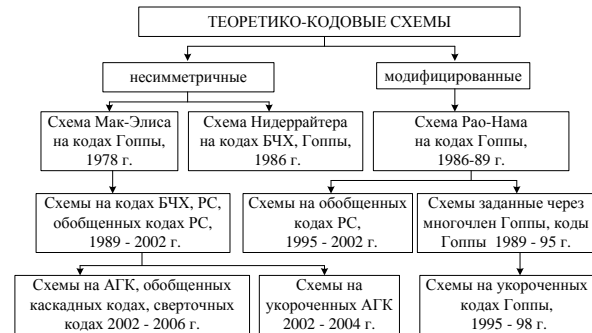 ТЕОРЕТИКО-КОДОВЫЕ СХЕМЫ
несимметричные
модифицированные
Схема Мак-Элиса
на кодах Гоппы,
1978 г.
Схема Нидеррайтера
на кодах БЧХ, Гоппы,
1986 г.
Схема Рао-Нама
на кодах Гоппы,
1986-89 г.
Схемы на кодах БЧХ, РС,
обобщенных кодах РС,
1989 - 2002 г.
Схемы на обобщенных
кодах РС,
1995 - 2002 г.
Схемы заданные через
многочлен Гоппы, коды
Гоппы 1989 - 95 г.
Схемы на АГК, обобщенных
каскадных кодах, сверточных
кодах 2002 - 2006 г.
Схемы на
укороченных АГК
2002 - 2004 г.
Схемы на укороченных
кодах Гоппы,
1995 - 98 г.